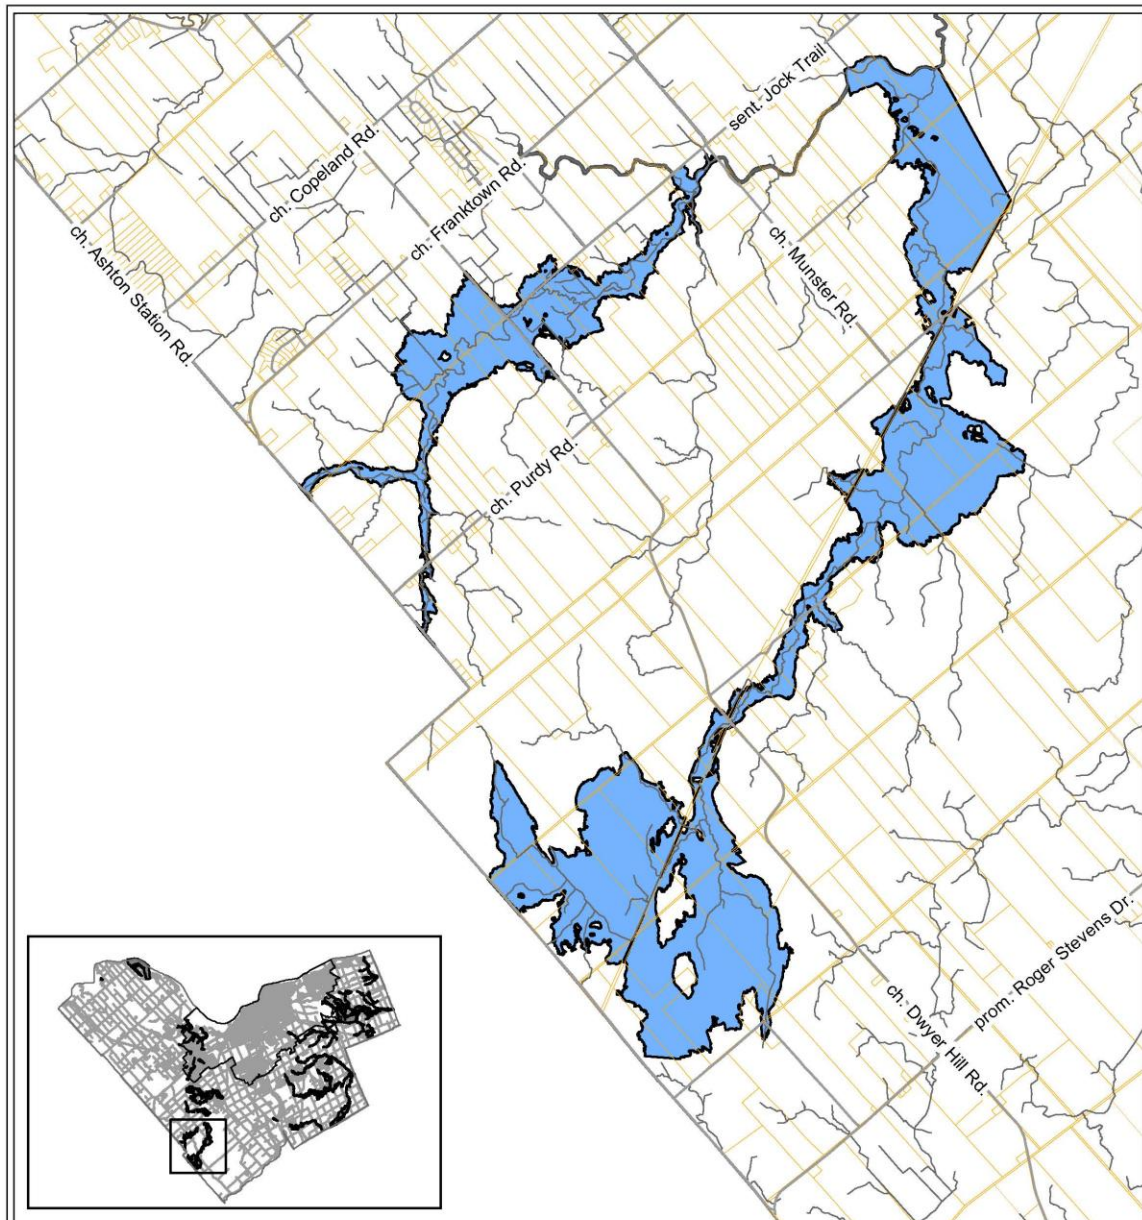 sent. Jock Trail
ch. Copeland Rd.
ch. Franktown Rd.
ch. Ashton Station Rd.
ch. Munster Rd.
ch. Purdy Rd.
prom. Roger Stevens Dr.
ch. Dwyer Hill Rd.